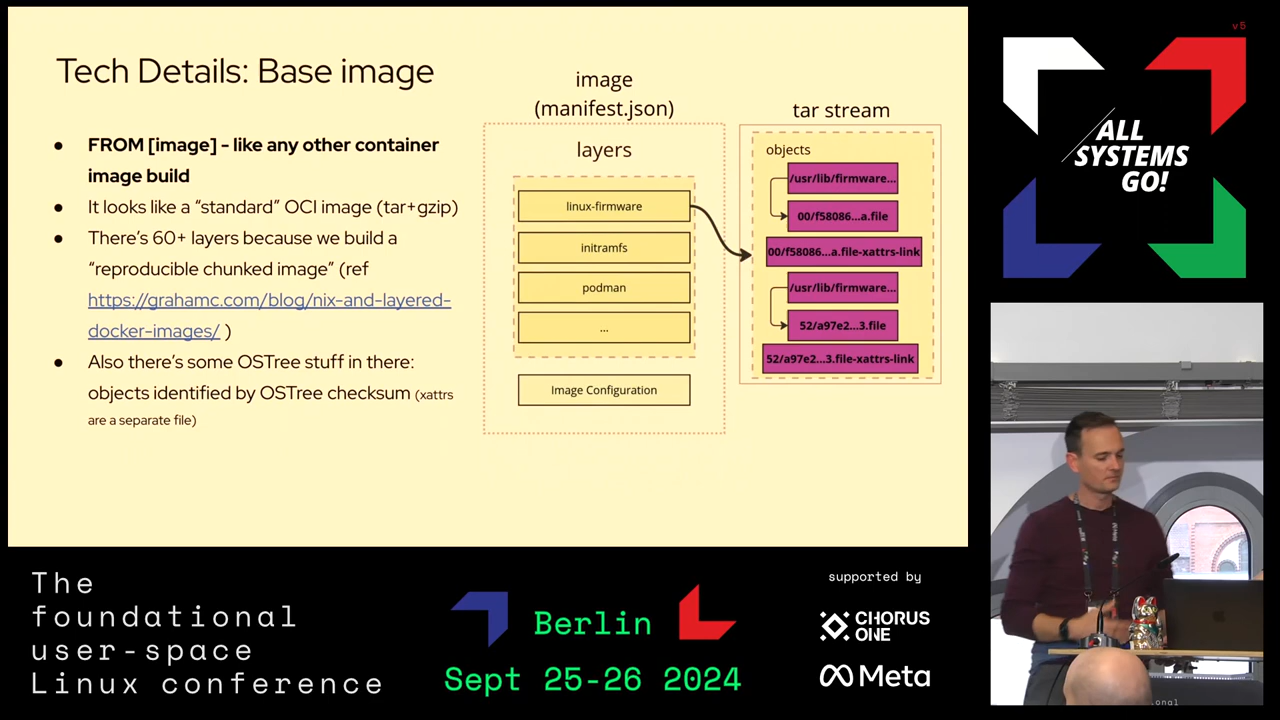 Tech Details: Base image
● FROM [image] - like any other container
image build
● It looks like a “standard” OCI image (tar+gzip)
● There’s 60+ layers because we build a
“reproducible chunked image” (ref
https://grahamc.com/blog/nix-and-layered-
docker-images/ )
● Also there’s some OSTree stuff in there:
objects identified by OSTree checksum (xattrs
are a separate file)
image
(manifest.json)
layers
linux-firmware
initramfs
podman
...
Image Configuration
tar stream
objects
/usr/lib/firmware...
00/f58086...a.file
00/f58086...a.file-xattrs-link
/usr/lib/firmware...
52/a97e2...3.file
52/a97e2...3.file-xattrs-link
v5
ALL
SYSTEMS
GO!
The
foundational
user-space
Linux conference
Berlin
Sept 25-26 2024
supported by
CHORUS
ONE
Meta